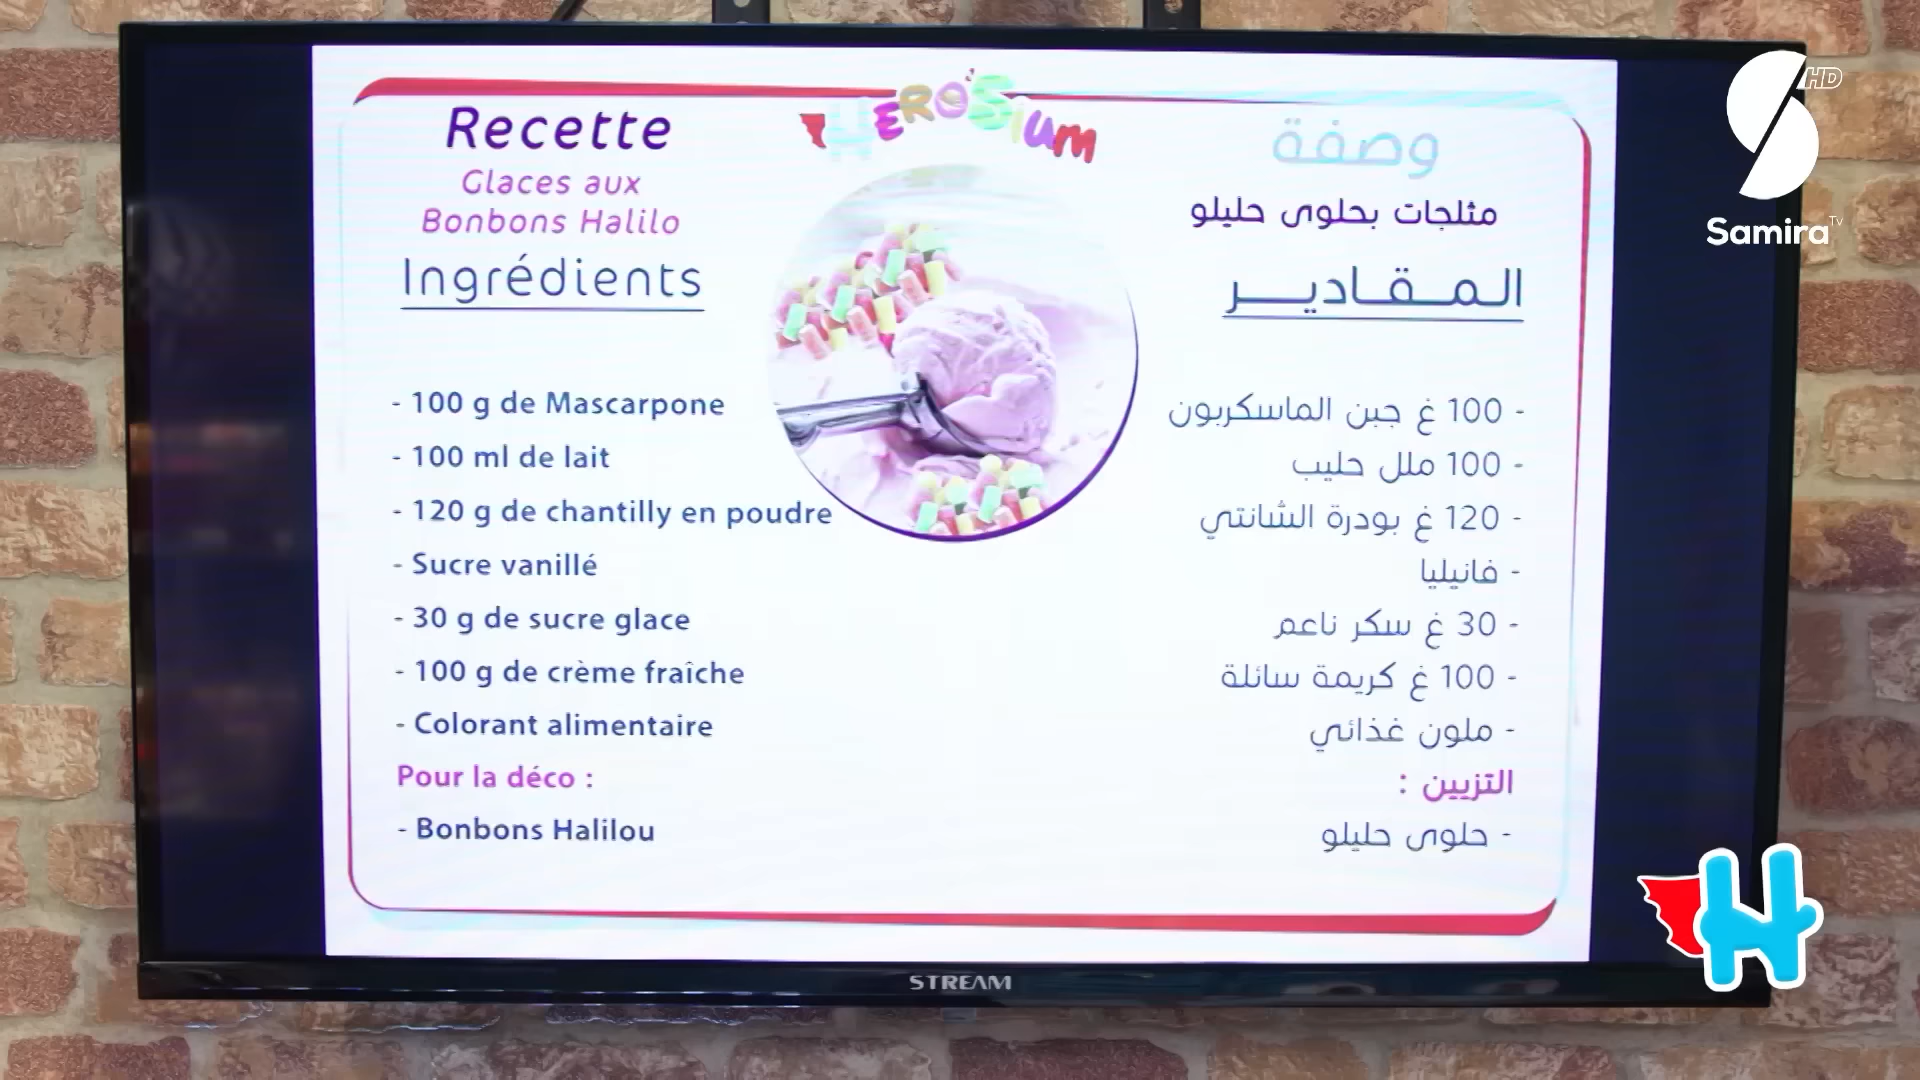 HERO'Sium
Recette
Glaces aux
Bonbons Halilo
Ingrédients
- 100 g de Mascarpone
- 100 ml de lait
- 120 g de chantilly en poudre
- Sucre vanillé
- 30 g de sucre glace
- 100 g de crème fraîche
- Colorant alimentaire
Pour la déco :
- Bonbons Halilou
وصفة
مثلجات بحلوى حليلو
المـــقـــاديـــر
- 100 غ جبن الماسكربون
- 100 ملل حليب
- 120 غ بودرة الشانتي
- فانيليا
- 30 غ سكر ناعم
- 100 غ كريمة سائلة
- ملون غذائي
التزيين :
- حلوى حليلو
HD
Samira TV
H
STREAM